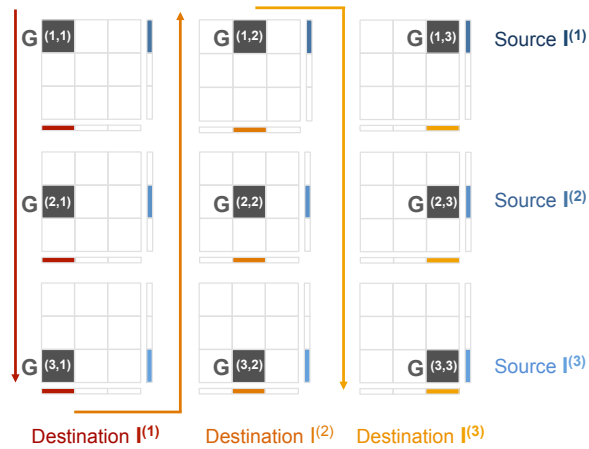 G (1,1) G (1,2) G (1,3) Source I(1)
G (2,1) G (2,2) G (2,3) Source I(2)
G (3,1) G (3,2) G (3,3) Source I(3)
Destination I(1) Destination I(2) Destination I(3)